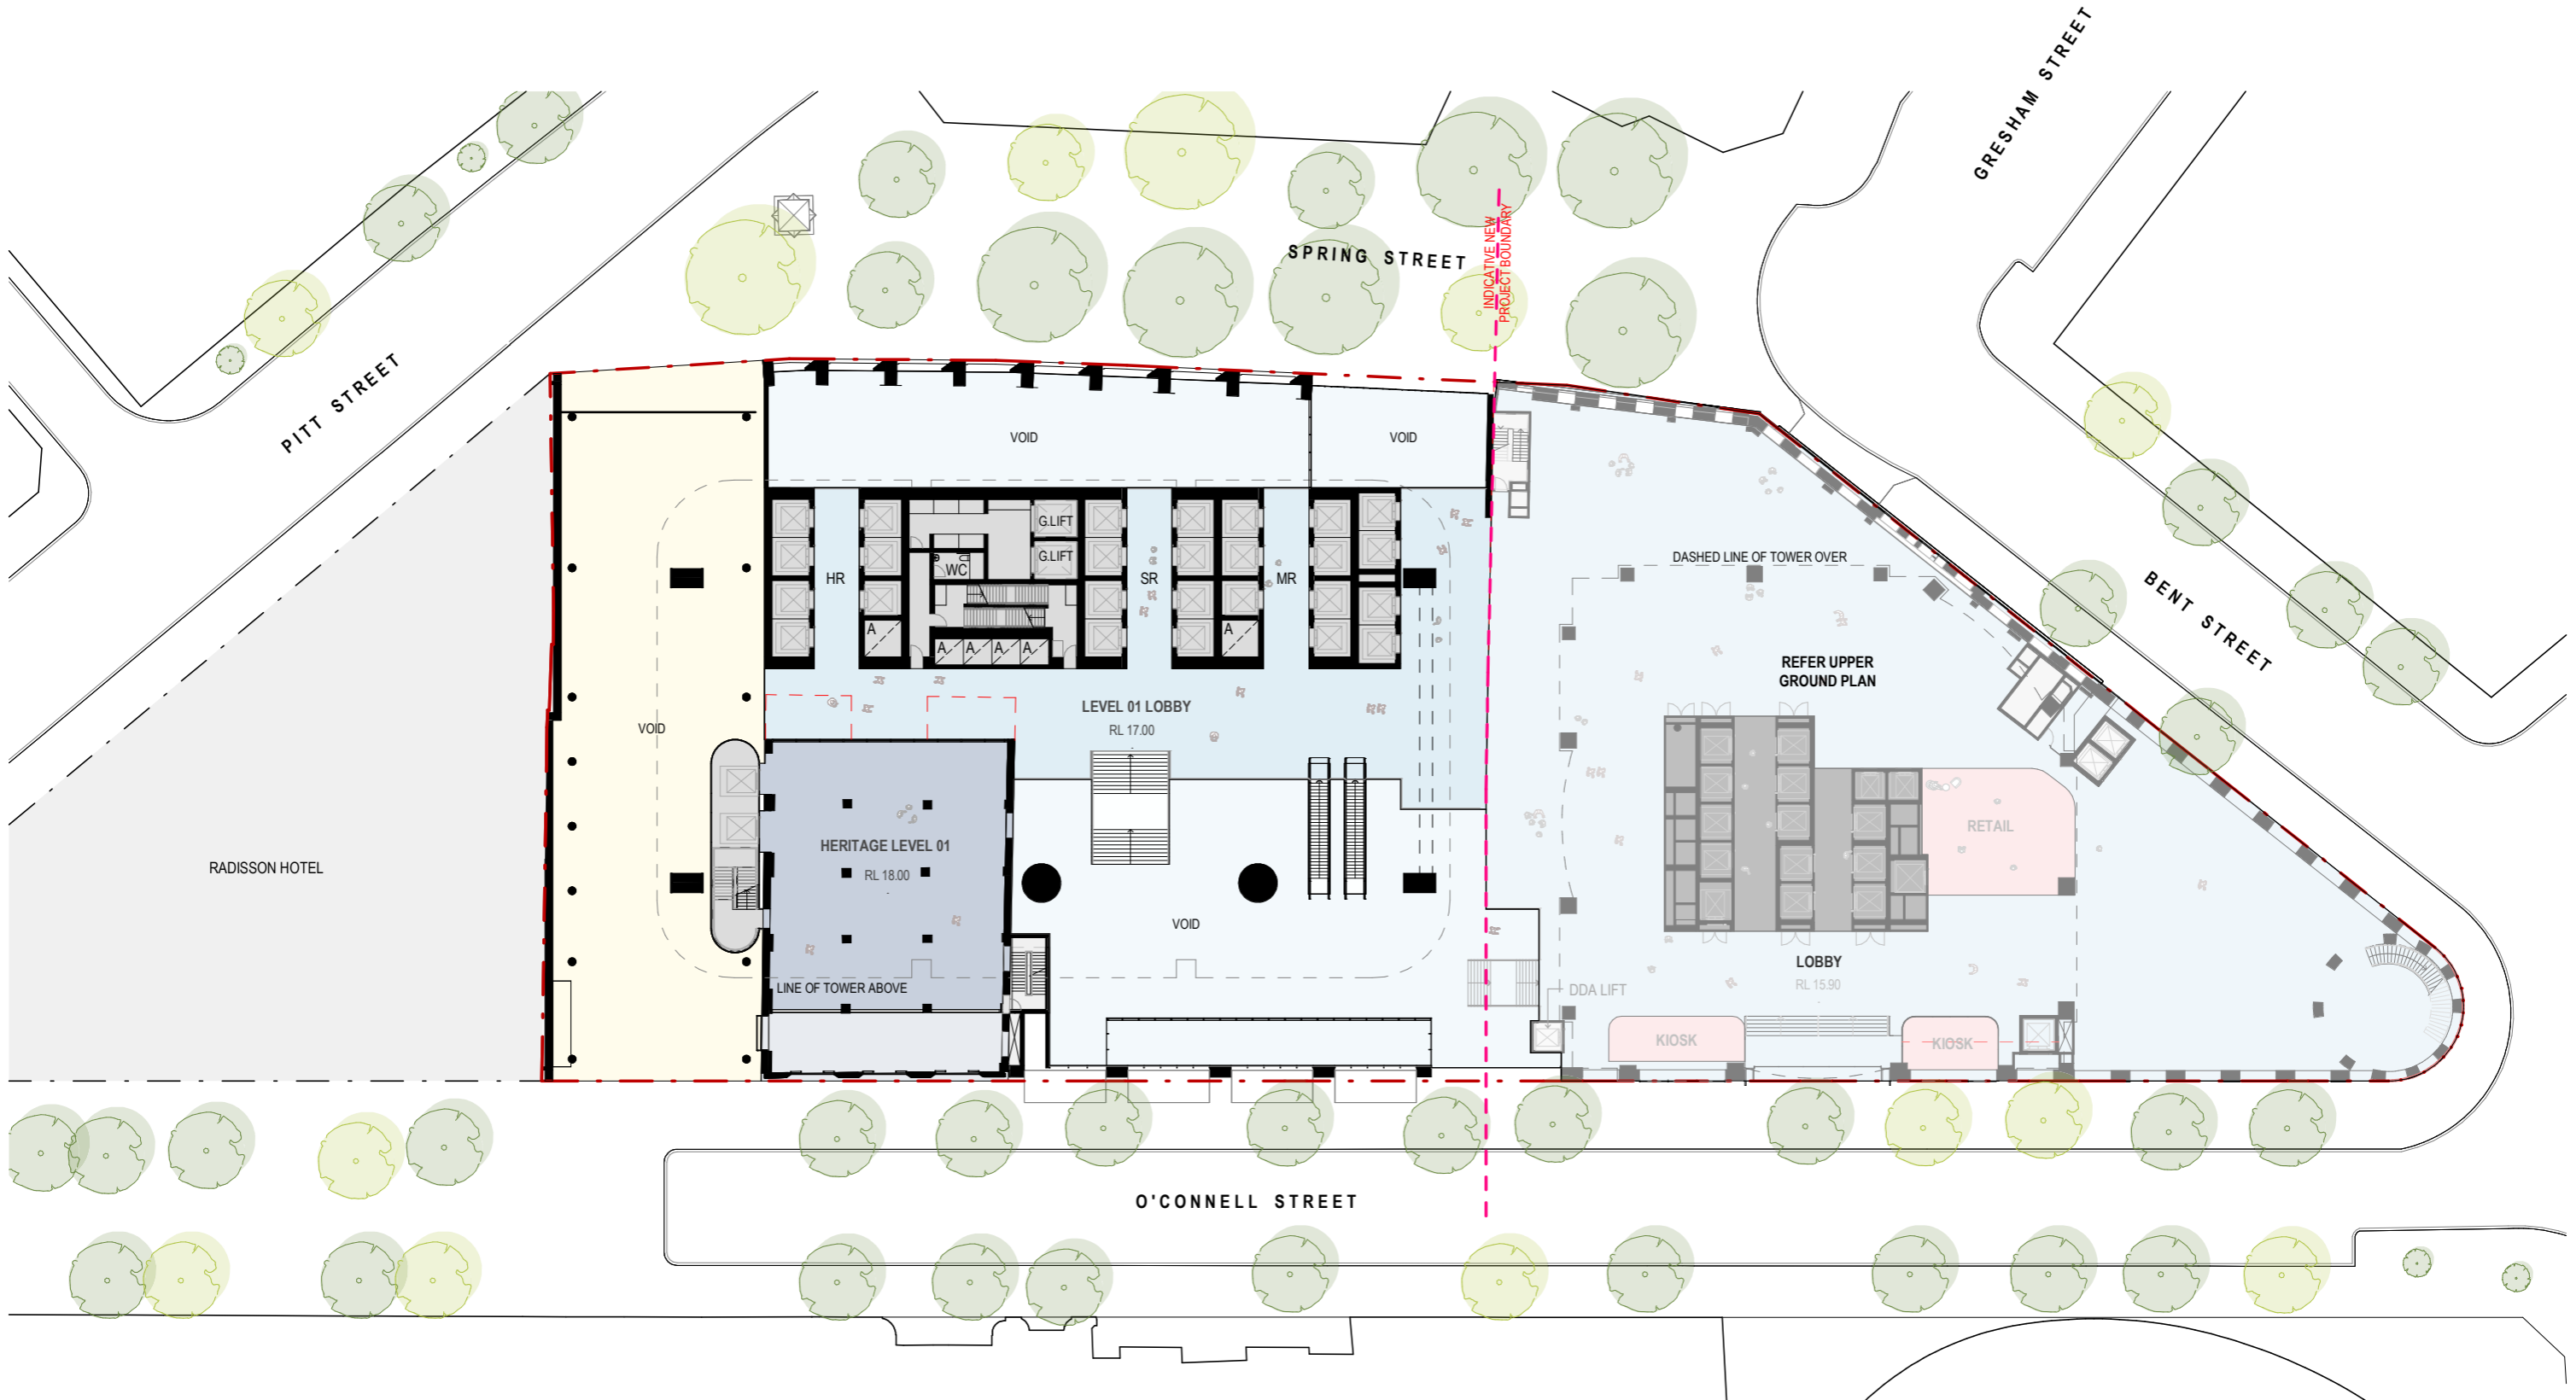 GRESHAM STREET
SPRING STREET
INDICATIVE NEW
PROJECT BOUNDARY
PITT STREET
VOID
VOID
G.LIFT
G.LIFT
WC
HR
SR
MR
A
A
A
A
A
A
DASHED LINE OF TOWER OVER
BENT STREET
REFER UPPER
GROUND PLAN
LEVEL 01 LOBBY
RL 17.00
VOID
RETAIL
HERITAGE LEVEL 01
RL 18.00
RADISSON HOTEL
VOID
LOBBY
RL 15.90
LINE OF TOWER ABOVE
DDA LIFT
KIOSK
KIOSK
O'CONNELL STREET